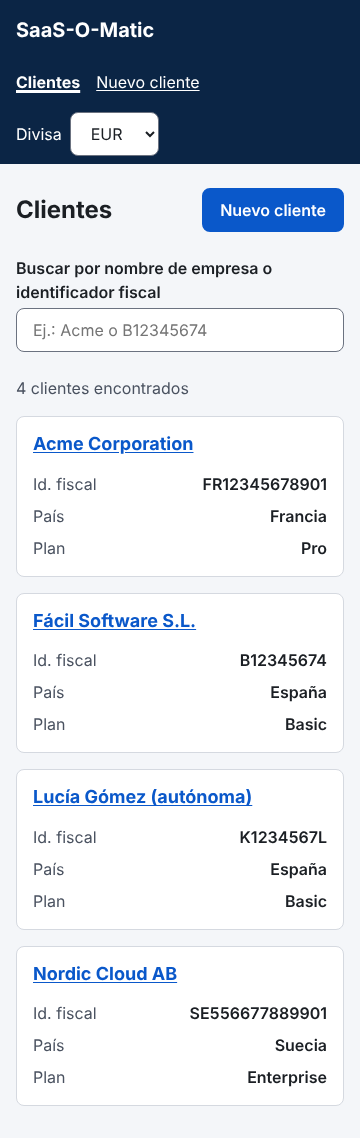 SaaS-O-Matic
Clientes Nuevo cliente
Divisa EUR
Clientes Nuevo cliente
Buscar por nombre de empresa o
identificador fiscal
Ej.: Acme o B12345674
4 clientes encontrados
Acme Corporation
Id. fiscal FR12345678901
País Francia
Plan Pro
Fácil Software S.L.
Id. fiscal B12345674
País España
Plan Basic
Lucía Gómez (autónoma)
Id. fiscal K1234567L
País España
Plan Basic
Nordic Cloud AB
Id. fiscal SE556677889901
País Suecia
Plan Enterprise